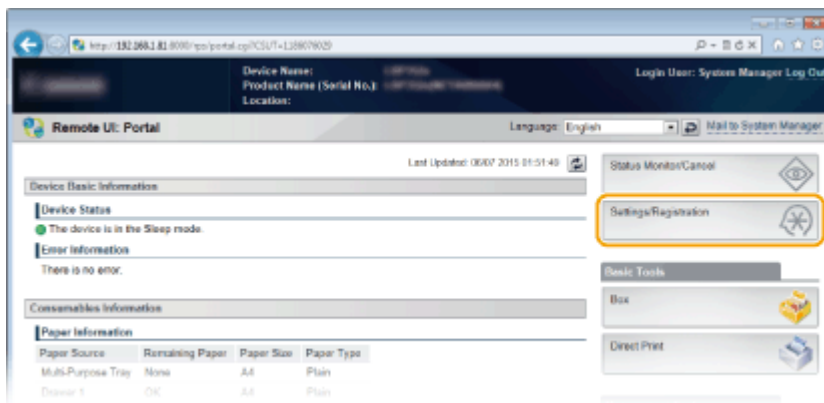 http://192.168.1.81:8000/rps/portal.cgi?CSUT=1188076029
Device Name:
Product Name (Serial No.):
Location:
Login User: System Manager Log Out
Remote UI: Portal
Language: English
Mail to System Manager
Last Updated: 06/07 2015 01:51:49
Device Basic Information
Device Status
The device is in the Sleep mode.
Error Information
There is no error.
Consumables Information
Paper Information
Paper Source Remaining Paper Paper Size Paper Type
Multi-Purpose Tray None A4 Plain
Drawer 1 OK A4 Plain
Status Monitor/Cancel
Settings/Registration
Basic Tools
Box
Direct Print